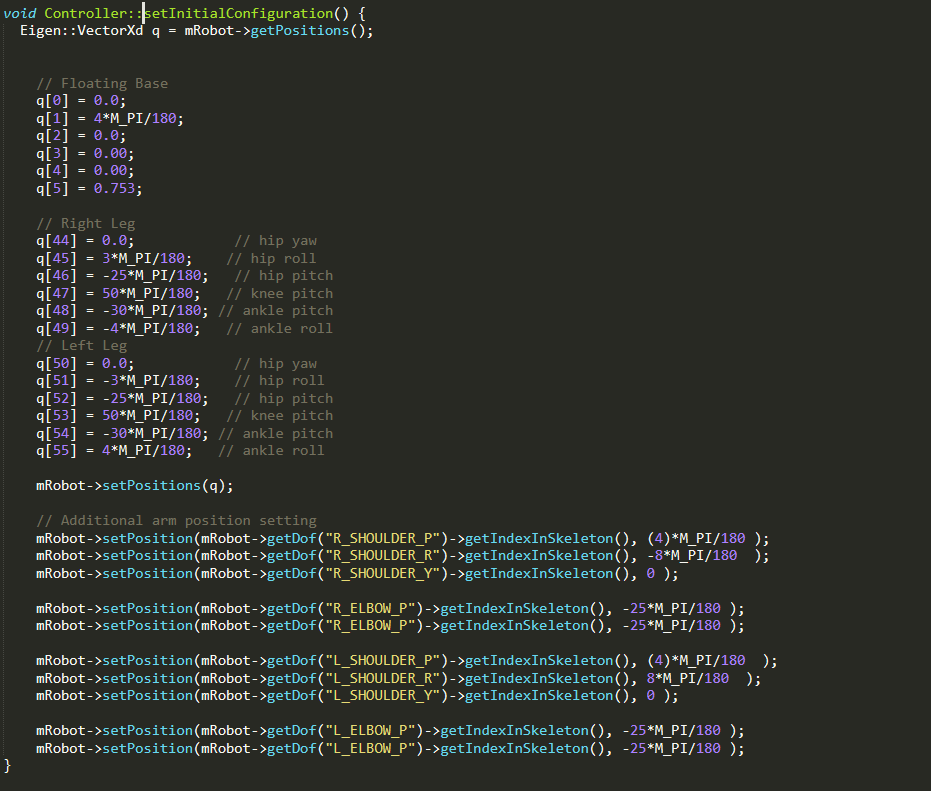 void Controller::setInitialConfiguration() {
  Eigen::VectorXd q = mRobot->getPositions();

    // Floating Base
    q[0] = 0.0;
    q[1] = 4*M_PI/180;
    q[2] = 0.0;
    q[3] = 0.00;
    q[4] = 0.00;
    q[5] = 0.753;

    // Right Leg
    q[44] = 0.0;            // hip yaw
    q[45] = 3*M_PI/180;    // hip roll
    q[46] = -25*M_PI/180;   // hip pitch
    q[47] = 50*M_PI/180;   // knee pitch
    q[48] = -30*M_PI/180; // ankle pitch
    q[49] = -4*M_PI/180;   // ankle roll
    // Left Leg
    q[50] = 0.0;            // hip yaw
    q[51] = -3*M_PI/180;    // hip roll
    q[52] = -25*M_PI/180;   // hip pitch
    q[53] = 50*M_PI/180;   // knee pitch
    q[54] = -30*M_PI/180; // ankle pitch
    q[55] = 4*M_PI/180;   // ankle roll

    mRobot->setPositions(q);

    // Additional arm position setting
    mRobot->setPosition(mRobot->getDof("R_SHOULDER_P")->getIndexInSkeleton(), (4)*M_PI/180 );
    mRobot->setPosition(mRobot->getDof("R_SHOULDER_R")->getIndexInSkeleton(), -8*M_PI/180  );
    mRobot->setPosition(mRobot->getDof("R_SHOULDER_Y")->getIndexInSkeleton(), 0 );

    mRobot->setPosition(mRobot->getDof("R_ELBOW_P")->getIndexInSkeleton(), -25*M_PI/180 );
    mRobot->setPosition(mRobot->getDof("R_ELBOW_P")->getIndexInSkeleton(), -25*M_PI/180 );

    mRobot->setPosition(mRobot->getDof("L_SHOULDER_P")->getIndexInSkeleton(), (4)*M_PI/180  );
    mRobot->setPosition(mRobot->getDof("L_SHOULDER_R")->getIndexInSkeleton(), 8*M_PI/180  );
    mRobot->setPosition(mRobot->getDof("L_SHOULDER_Y")->getIndexInSkeleton(), 0 );

    mRobot->setPosition(mRobot->getDof("L_ELBOW_P")->getIndexInSkeleton(), -25*M_PI/180 );
    mRobot->setPosition(mRobot->getDof("L_ELBOW_P")->getIndexInSkeleton(), -25*M_PI/180 );
}